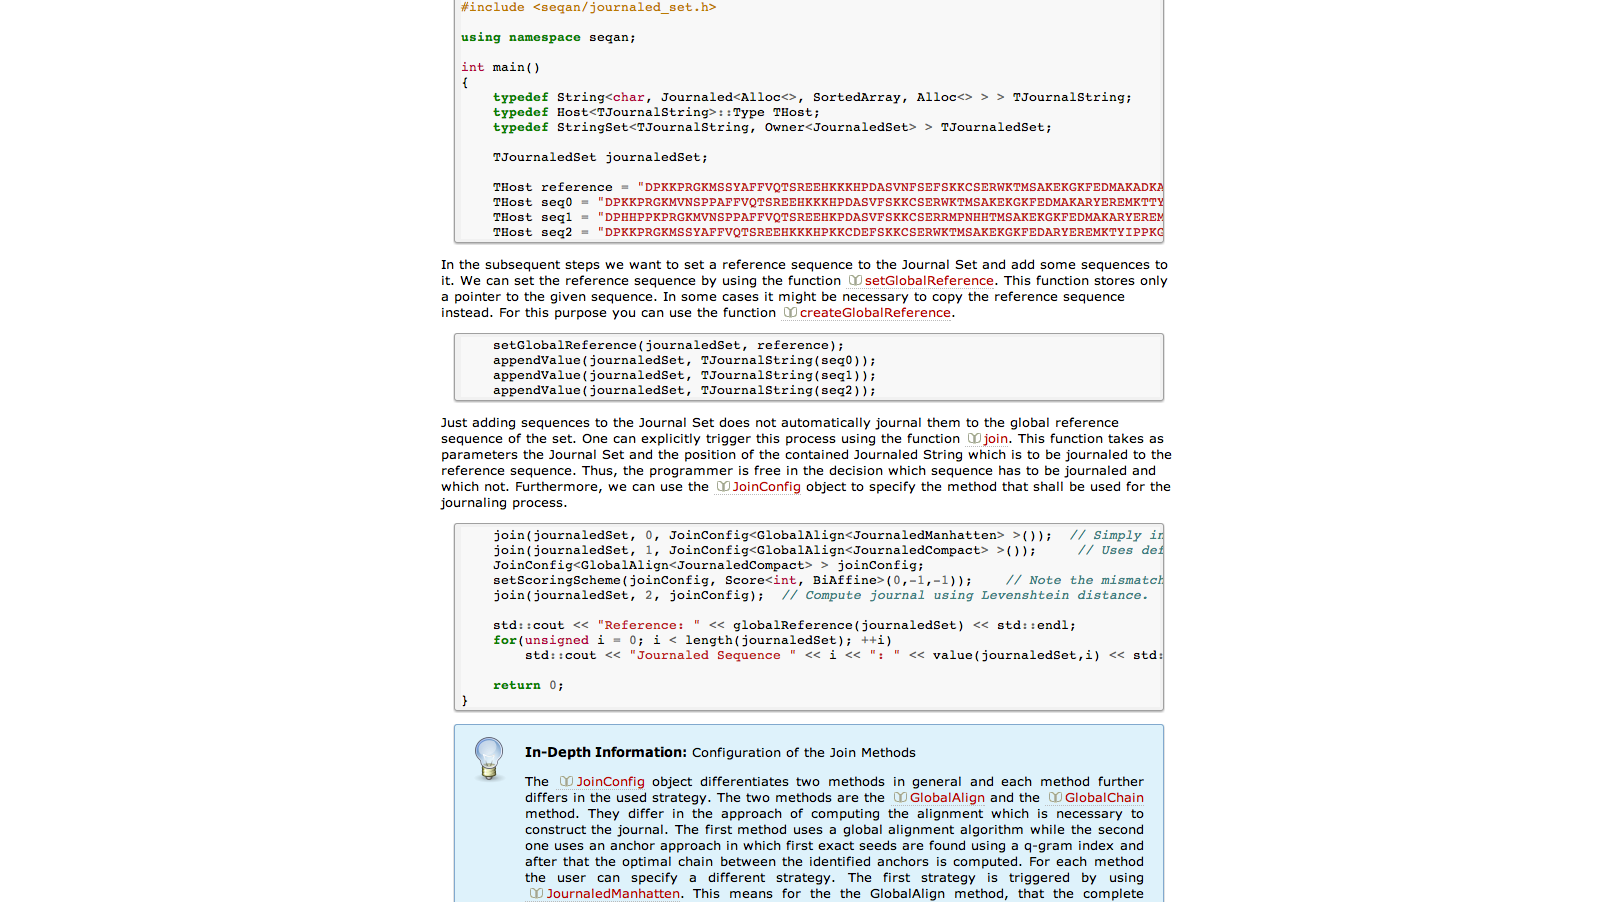 #include <seqan/journaled_set.h>
using namespace seqan;
int main()
{
typedef String<char, Journaled<Alloc<>, SortedArray, Alloc<> > > TJournalString;
typedef Host<TJournalString>::Type THost;
typedef StringSet<TJournalString, Owner<JournaledSet> > TJournaledSet;
TJournaledSet journaledSet;
THost reference = "DPKKPRGKMSSYAFFVQTSREEHKKKHPDASVNFSEFSKKCSERWKTMSAKEKGKFEDMAKADKA
THost seq0 = "DPKKPRGKMVNSPPAFFVQTSREEHKKKHPDASVFSKKCSERWKTMSAKEKGKFEDMAKARYEREMKTTY
THost seq1 = "DPHHPPKPRGKMVNSPPAFFVQTSREEHKPDASVFSKKCSERRMPNHHTMSAKEKGKFEDMAKARYEREM
THost seq2 = "DPKKPRGKMSSYAFFVQTSREEHKKKHPKKCDEFSKKCSERWKTMSAKEKGKFEDARYEREMKTYIPPKG
In the subsequent steps we want to set a reference sequence to the Journal Set and add some sequences to
it. We can set the reference sequence by using the function setGlobalReference. This function stores only
a pointer to the given sequence. In some cases it might be necessary to copy the reference sequence
instead. For this purpose you can use the function createGlobalReference.
setGlobalReference(journaledSet, reference);
appendValue(journaledSet, TJournalString(seq0));
appendValue(journaledSet, TJournalString(seq1));
appendValue(journaledSet, TJournalString(seq2));
Just adding sequences to the Journal Set does not automatically journal them to the global reference
sequence of the set. One can explicitly trigger this process using the function join. This function takes as
parameters the Journal Set and the position of the contained Journaled String which is to be journaled to the
reference sequence. Thus, the programmer is free in the decision which sequence has to be journaled and
which not. Furthermore, we can use the JoinConfig object to specify the method that shall be used for the
journaling process.
join(journaledSet, 0, JoinConfig<GlobalAlign<JournaledManhatten> >()); // Simply in
join(journaledSet, 1, JoinConfig<GlobalAlign<JournaledCompact> >()); // Uses def
JoinConfig<GlobalAlign<JournaledCompact> > joinConfig;
setScoringScheme(joinConfig, Score<int, BiAffine>(0,-1,-1)); // Note the mismatch
join(journaledSet, 2, joinConfig); // Compute journal using Levenshtein distance.
std::cout << "Reference: " << globalReference(journaledSet) << std::endl;
for(unsigned i = 0; i < length(journaledSet); ++i)
std::cout << "Journaled Sequence " << i << ": " << value(journaledSet,i) << std:
return 0;
}
In-Depth Information: Configuration of the Join Methods
The JoinConfig object differentiates two methods in general and each method further
differs in the used strategy. The two methods are the GlobalAlign and the GlobalChain
method. They differ in the approach of computing the alignment which is necessary to
construct the journal. The first method uses a global alignment algorithm while the second
one uses an anchor approach in which first exact seeds are found using a q-gram index and
after that the optimal chain between the identified anchors is computed. For each method
the user can specify a different strategy. The first strategy is triggered by using
JournaledManhatten. This means for the the GlobalAlign method, that the complete